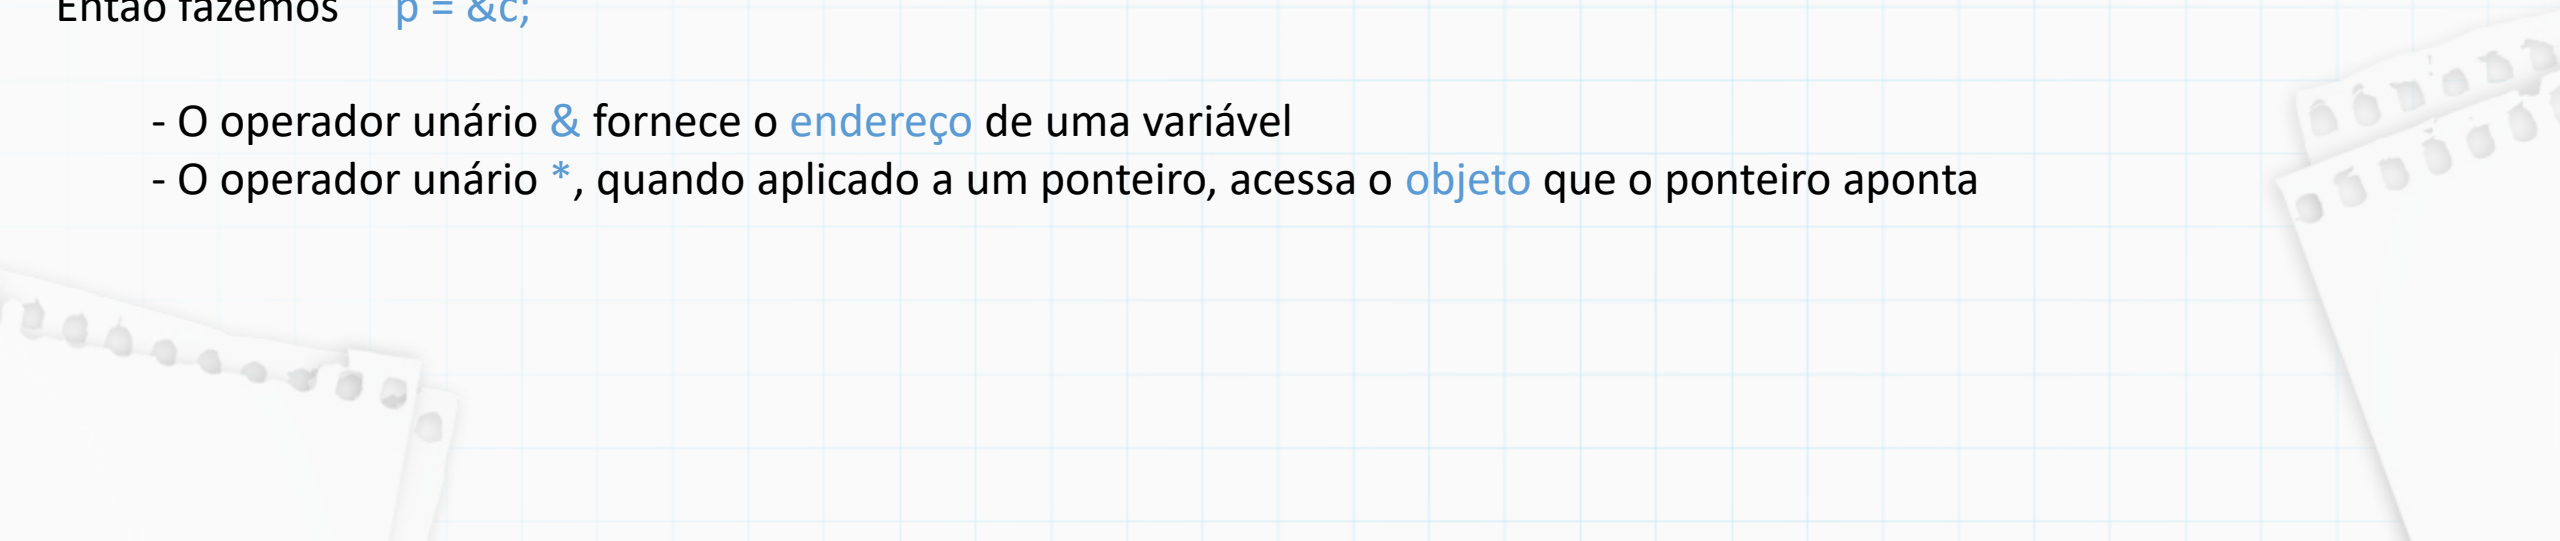 Então fazemos p = &c;
- O operador unário & fornece o endereço de uma variável
- O operador unário *, quando aplicado a um ponteiro, acessa o objeto que o ponteiro aponta